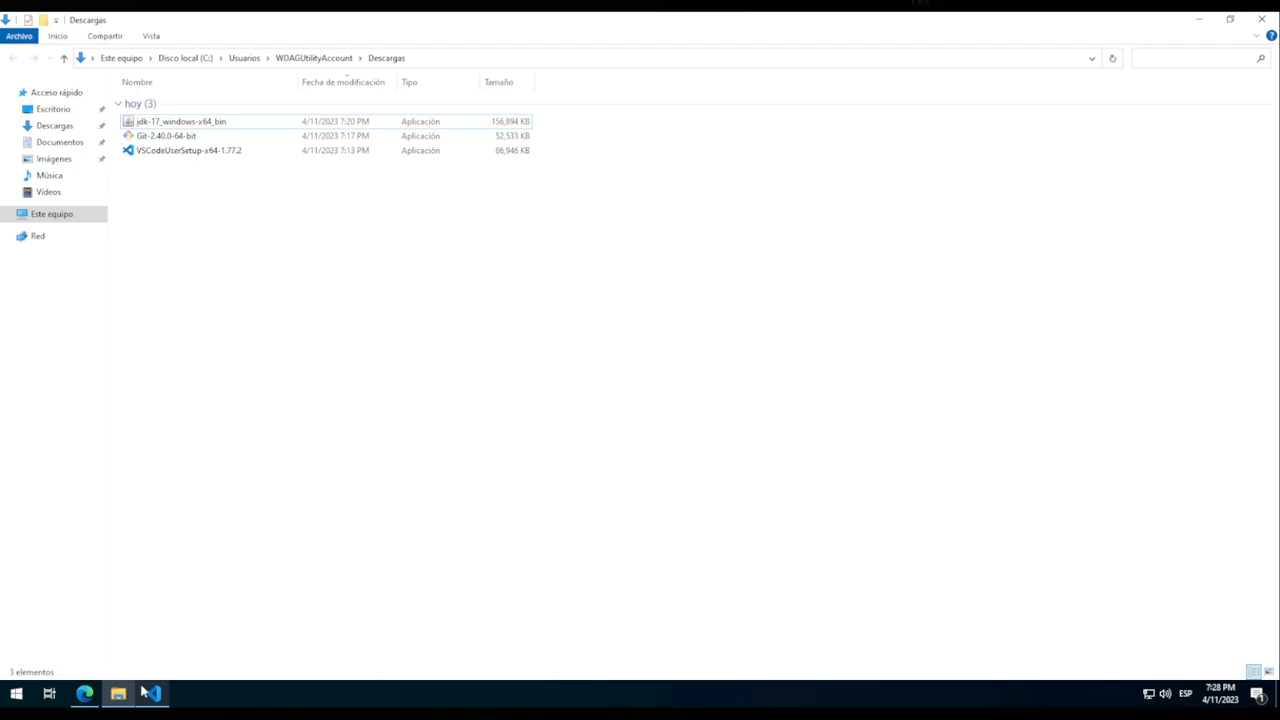 Descargas
Archivo Inicio Compartir Vista
Este equipo > Disco local (C:) > Usuarios > WDAGUtilityAccount > Descargas
Nombre Fecha de modificación Tipo Tamaño
hoy (3)
jdk-17_windows-x64_bin 4/11/2023 7:20 PM Aplicación 156,894 KB
Git-2.40.0-64-bit 4/11/2023 7:17 PM Aplicación 52,533 KB
VSCodeUserSetup-x64-1.77.2 4/11/2023 7:13 PM Aplicación 86,946 KB
Acceso rápido
Escritorio
Descargas
Documentos
Imágenes
Música
Vídeos
Este equipo
Red
3 elementos
ESP
7:28 PM
4/11/2023
1